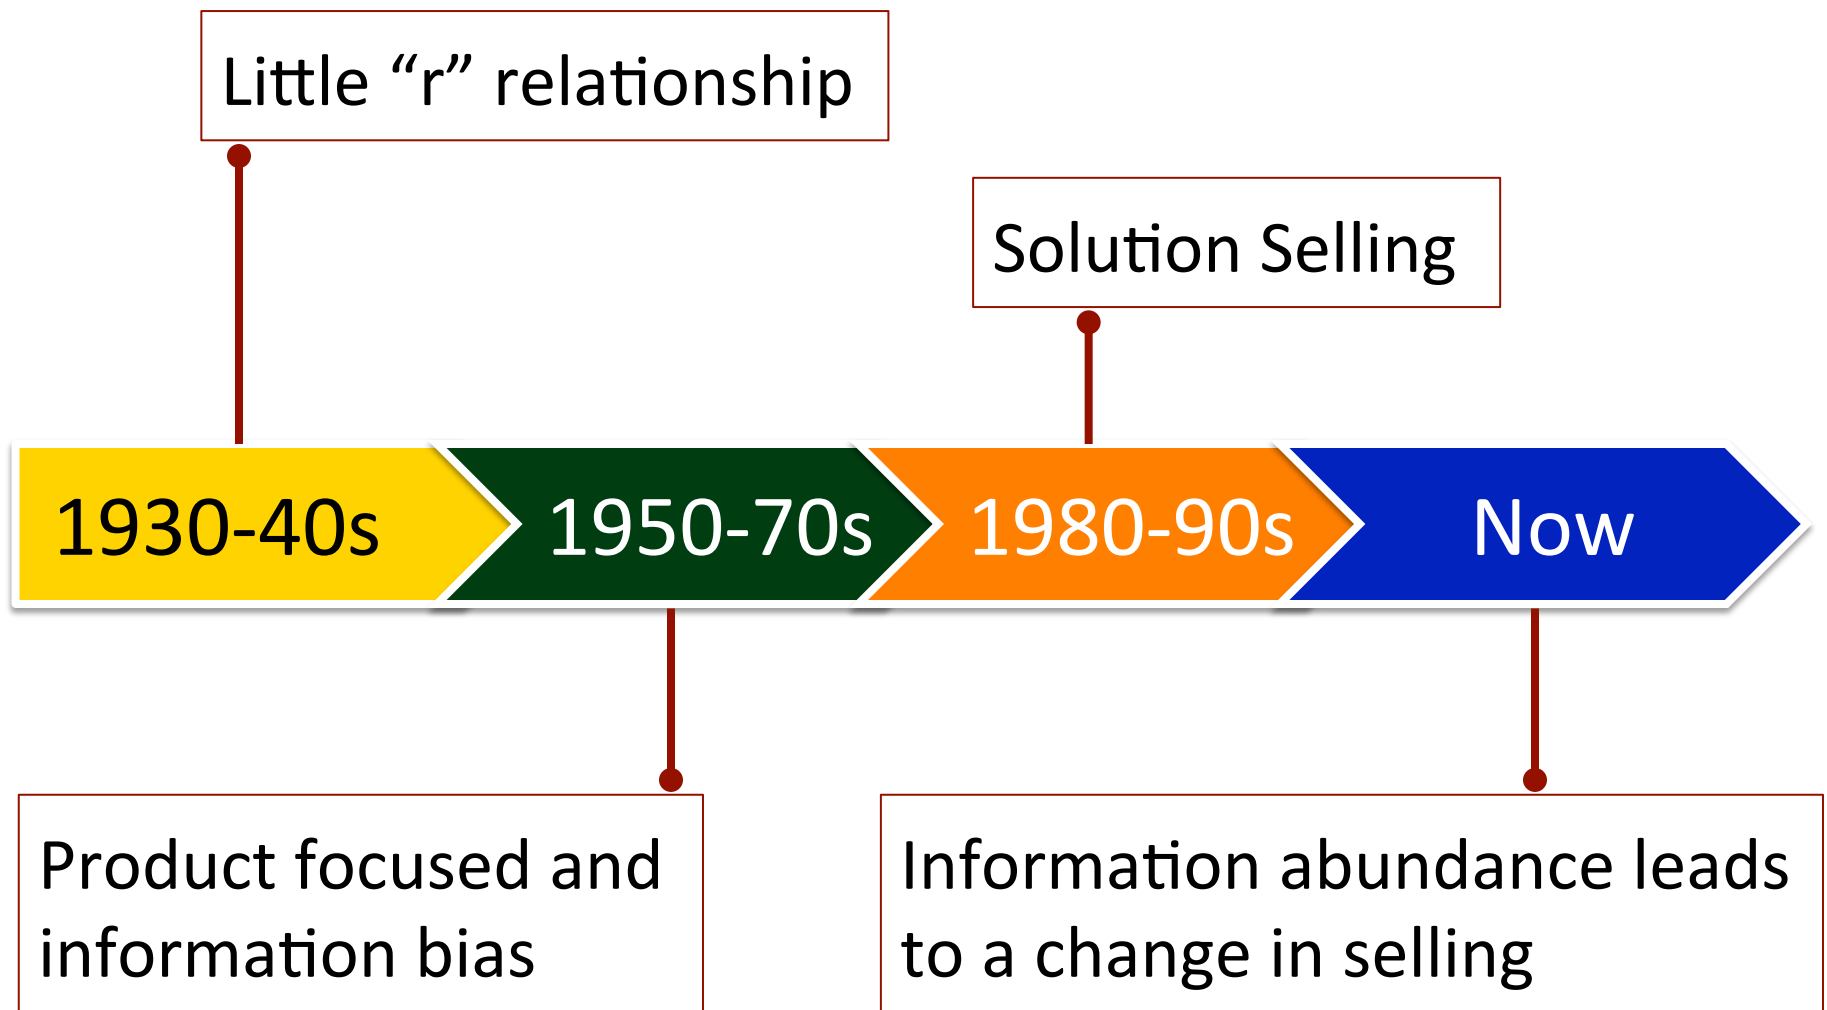 Little “r” relationship
Solution Selling
1930-40s
1950-70s
1980-90s
Now
Product focused and
information bias
Information abundance leads
to a change in selling